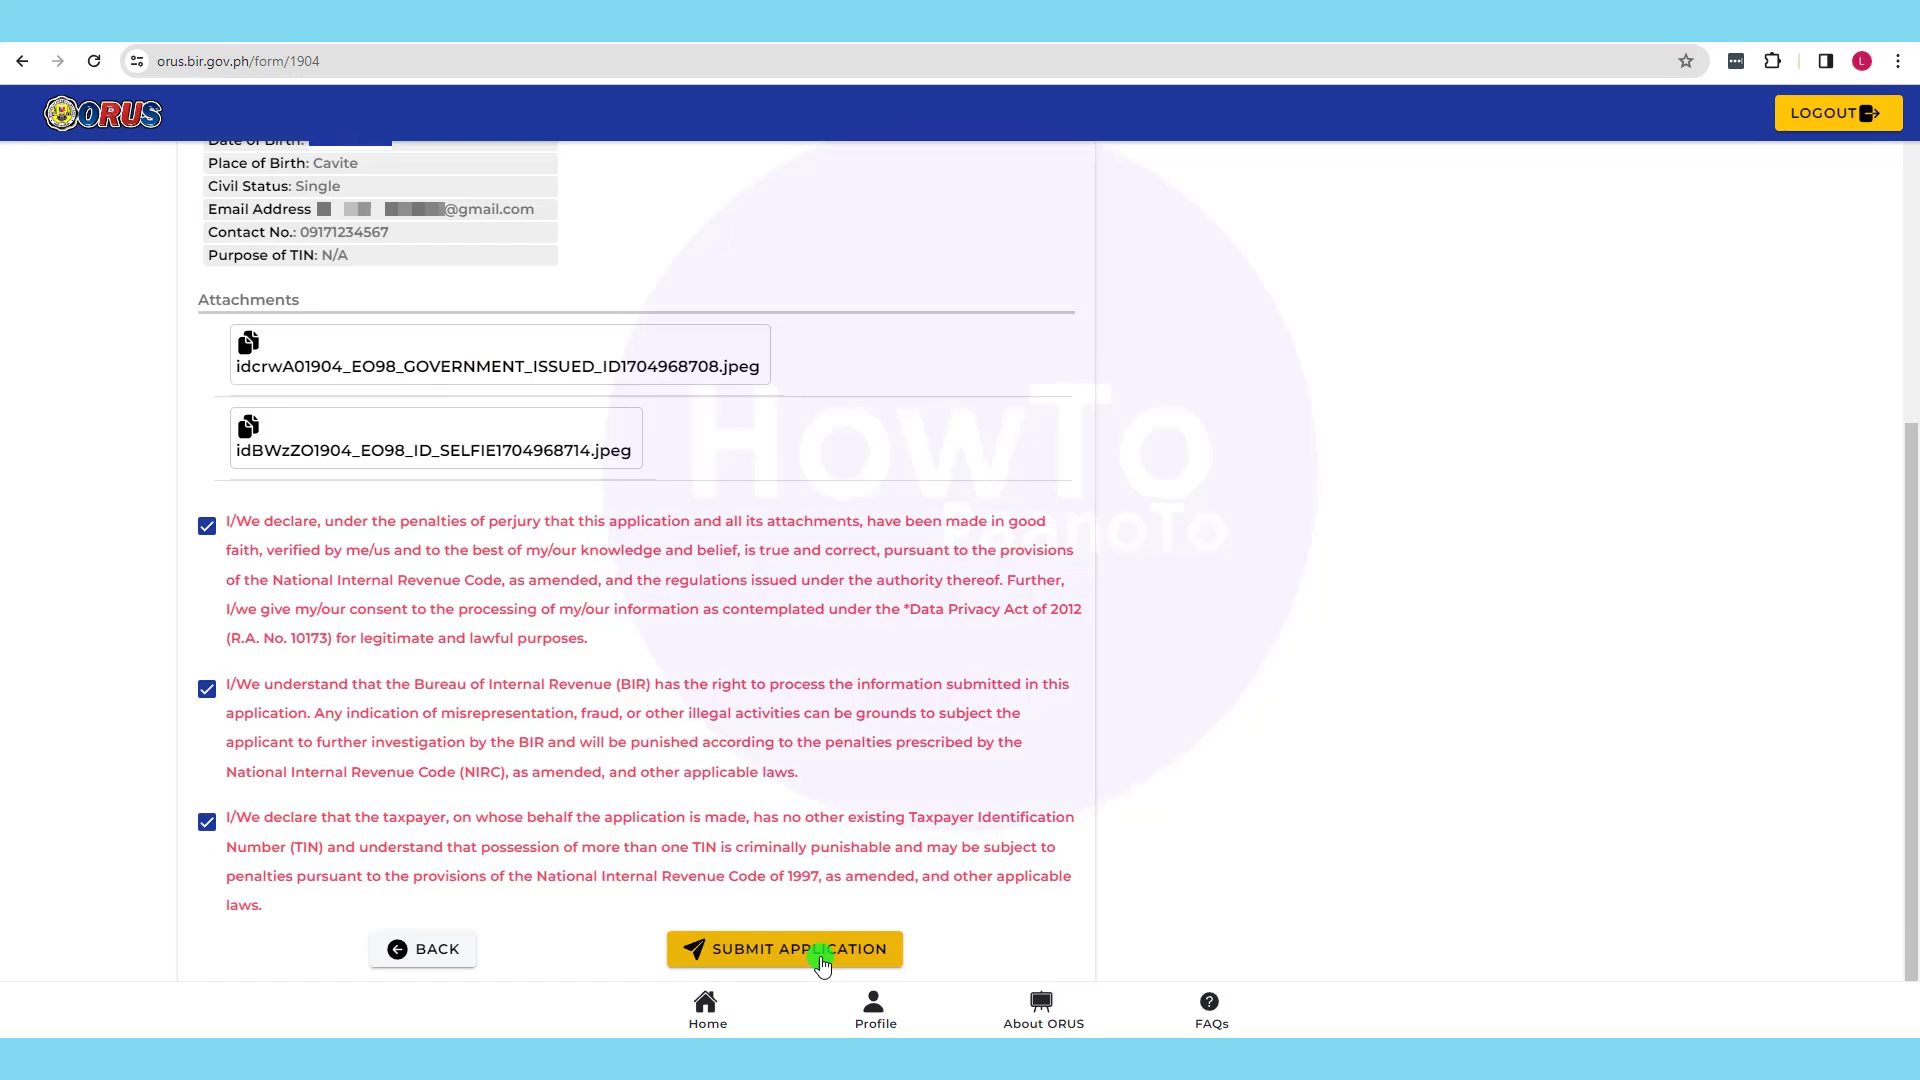 orus.bir.gov.ph/form/1904
L
ORUS
LOGOUT
Date of Birth:
Place of Birth: Cavite
Civil Status: Single
Email Address @gmail.com
Contact No.: 09171234567
Purpose of TIN: N/A
Attachments
idcrwA01904_EO98_GOVERNMENT_ISSUED_ID1704968708.jpeg
idBWzZO1904_EO98_ID_SELFIE1704968714.jpeg
HowTo
PaanoTo
I/We declare, under the penalties of perjury that this application and all its attachments, have been made in good
faith, verified by me/us and to the best of my/our knowledge and belief, is true and correct, pursuant to the provisions
of the National Internal Revenue Code, as amended, and the regulations issued under the authority thereof. Further,
I/we give my/our consent to the processing of my/our information as contemplated under the *Data Privacy Act of 2012
(R.A. No. 10173) for legitimate and lawful purposes.
I/We understand that the Bureau of Internal Revenue (BIR) has the right to process the information submitted in this
application. Any indication of misrepresentation, fraud, or other illegal activities can be grounds to subject the
applicant to further investigation by the BIR and will be punished according to the penalties prescribed by the
National Internal Revenue Code (NIRC), as amended, and other applicable laws.
I/We declare that the taxpayer, on whose behalf the application is made, has no other existing Taxpayer Identification
Number (TIN) and understand that possession of more than one TIN is criminally punishable and may be subject to
penalties pursuant to the provisions of the National Internal Revenue Code of 1997, as amended, and other applicable
laws.
BACK
SUBMIT APPLICATION
Home
Profile
About ORUS
FAQs